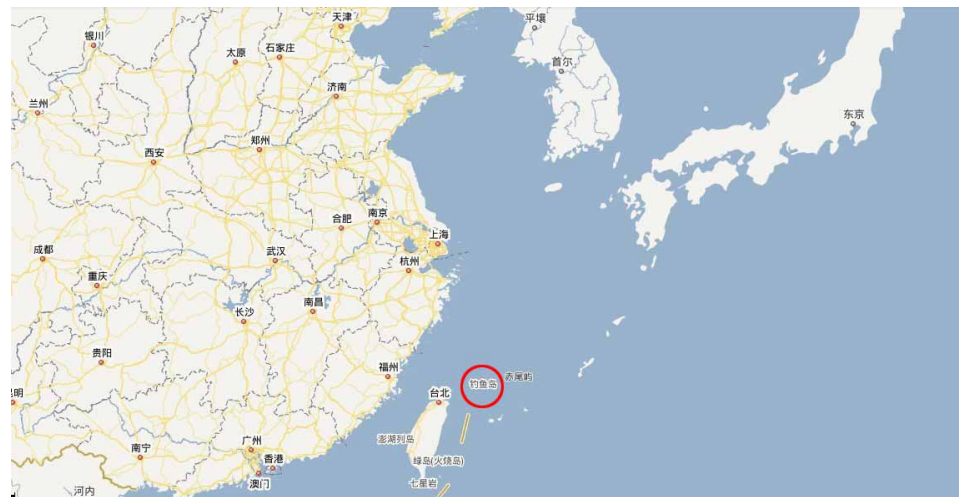 天津
平壤
银川
太原
石家庄
首尔
济南
兰州
东京
郑州
西安
南京
合肥
上海
成都
武汉
杭州
重庆
南昌
长沙
贵阳
福州
钓鱼岛
赤尾屿
台北
明
广州
澎湖列岛
南宁
香港
绿岛(火烧岛)
澳门
七星岩
河内